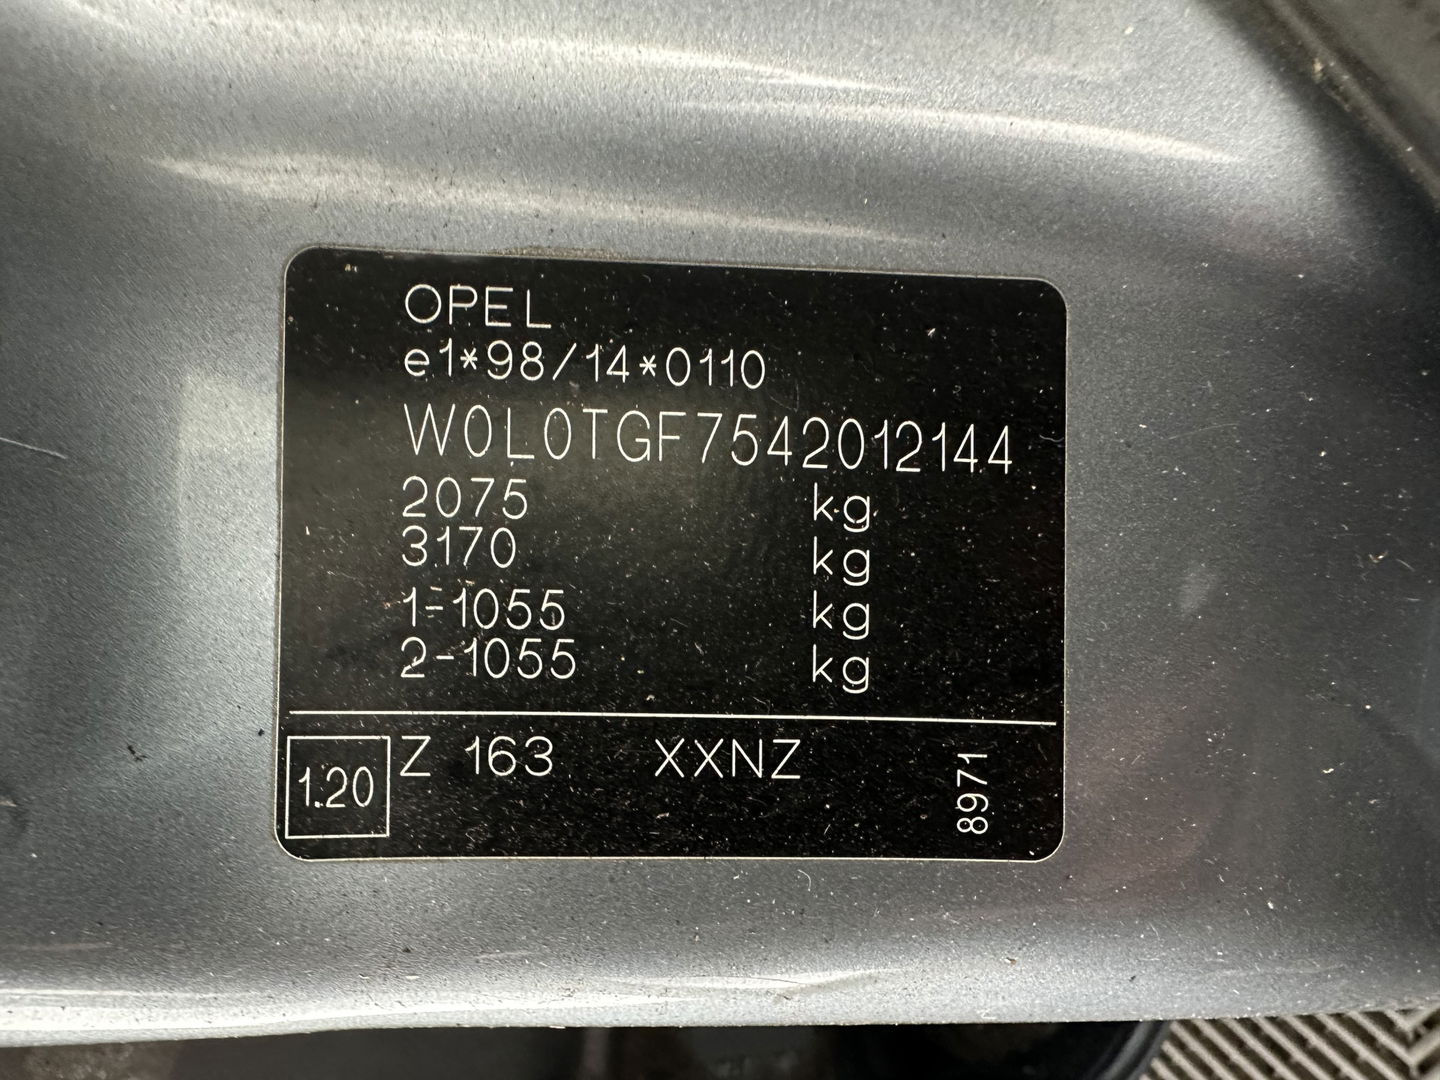 OPEL
e1*98/14*0110
W0L0TGF7542012144
2075 kg
3170 kg
1-1055 kg
2-1055 kg
1.20 Z 163 XXNZ 8971